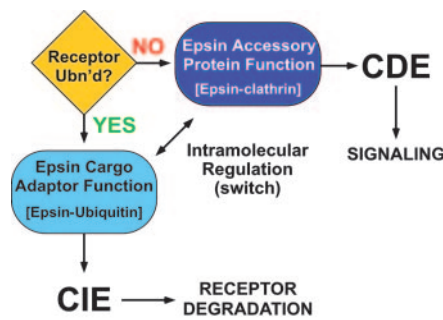 Receptor
Ubn'd?
NO
Epsin Accessory
Protein Function
[Epsin-clathrin]
CDE
SIGNALING
YES
Intramolecular
Regulation
(switch)
Epsin Cargo
Adaptor Function
[Epsin-Ubiquitin]
CIE
RECEPTOR
DEGRADATION